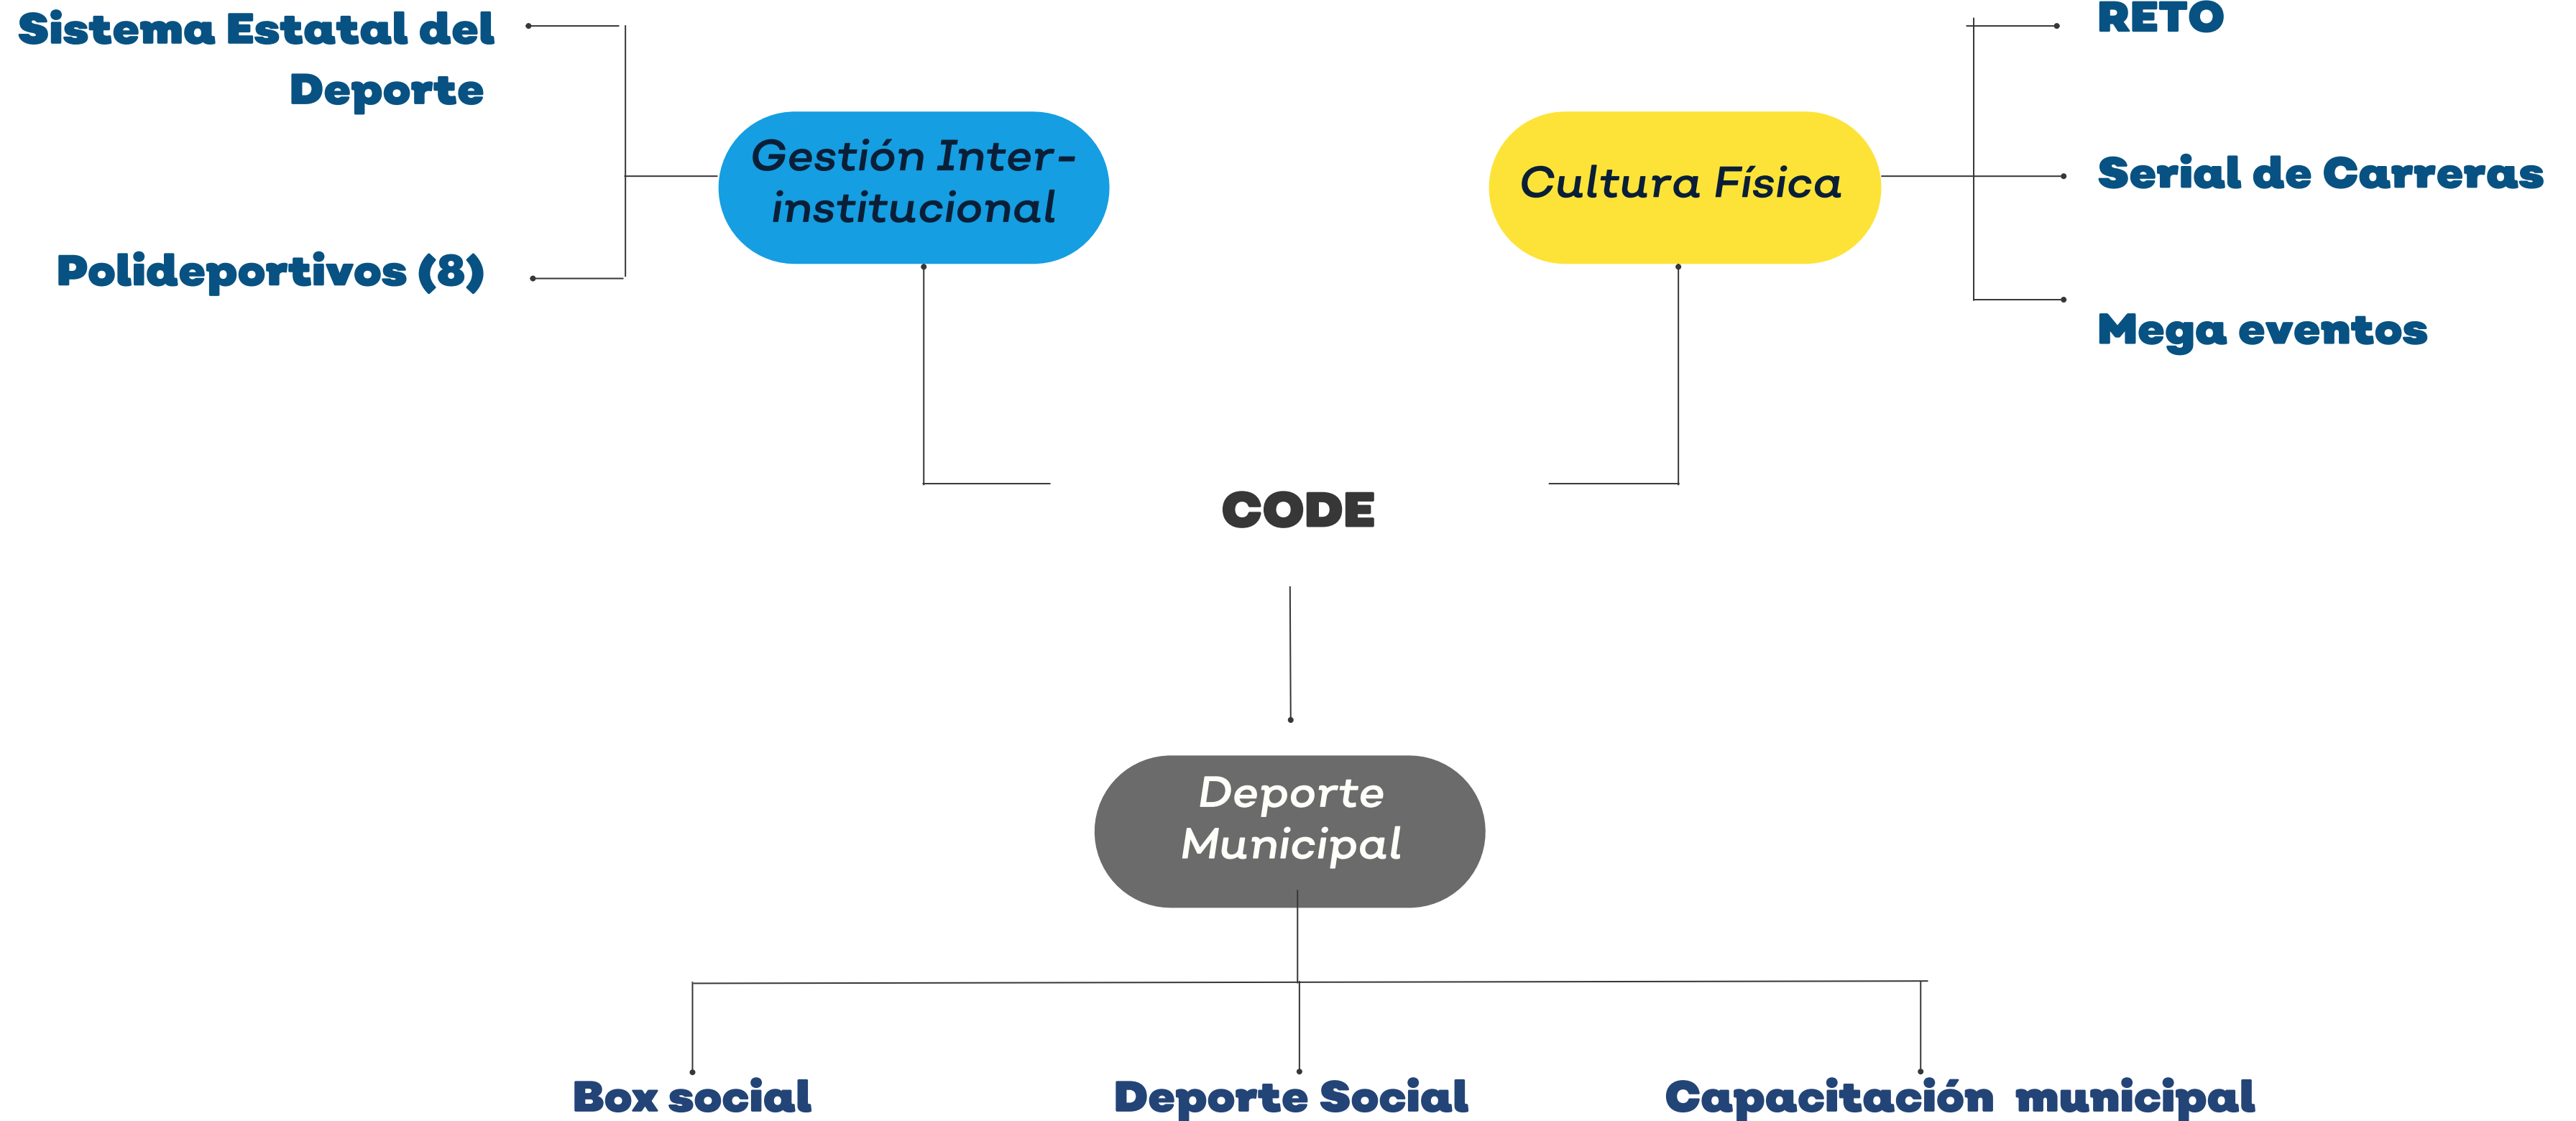 Sistema Estatal del
Deporte
Polideportivos (8)
Gestión Inter-
institucional
Cultura Física
RETO
Serial de Carreras
Mega eventos
CODE
Deporte
Municipal
Box social
Deporte Social
Capacitación municipal